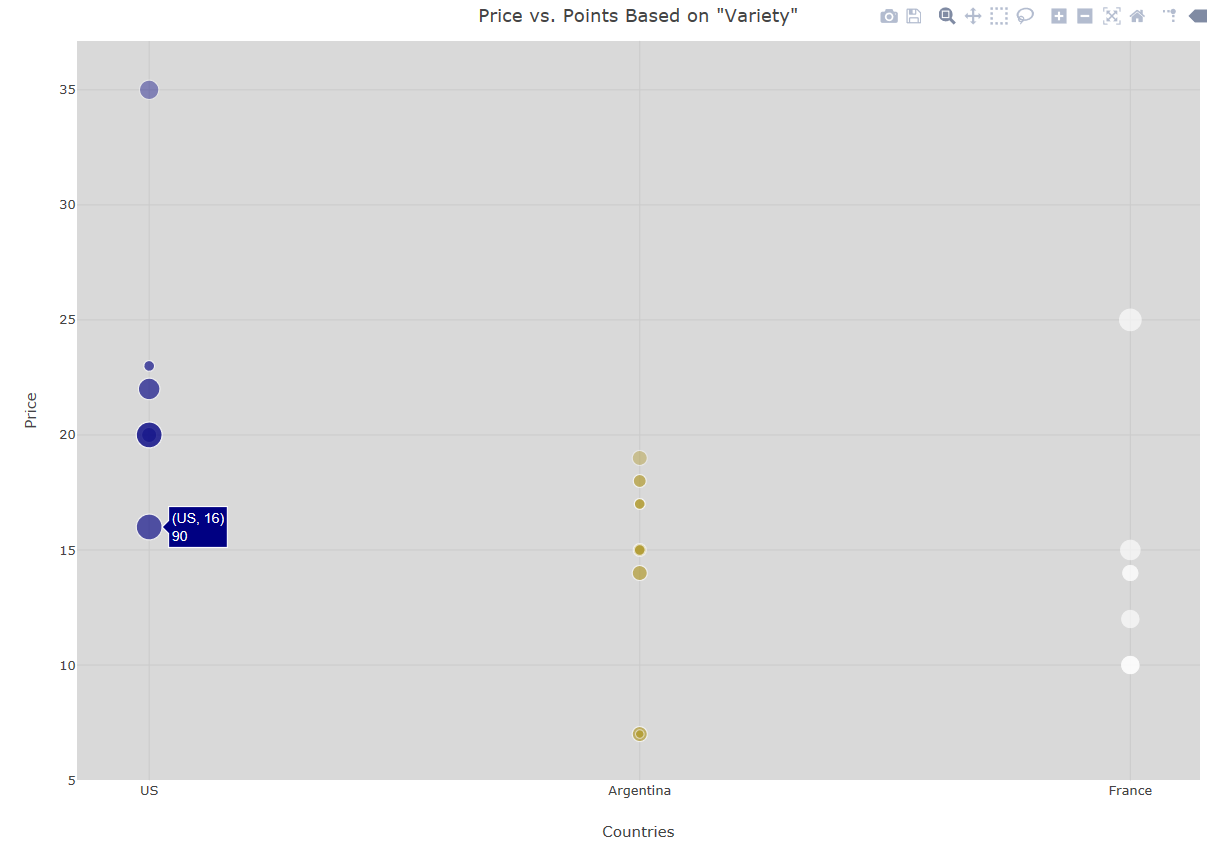 Price vs. Points Based on "Variety"
35
30
25
20
15
10
5
Price
(US, 16)
90
US
Argentina
France
Countries